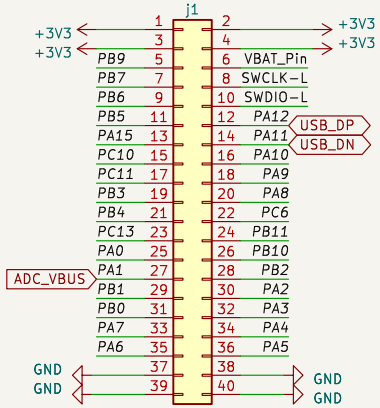 j1
+3V3 1 2 +3V3
+3V3 3 4 +3V3
PB9 5 6 VBAT_Pin
PB7 7 8 SWCLK-L
PB6 9 10 SWDIO-L
PB5 11 12 PA12 USB_DP
PA15 13 14 PA11 USB_DN
PC10 15 16 PA10
PC11 17 18 PA9
PB3 19 20 PA8
PB4 21 22 PC6
PC13 23 24 PB11
PA0 25 26 PB10
ADC_VBUS PA1 27 28 PB2
PB1 29 30 PA2
PB0 31 32 PA3
PA7 33 34 PA4
PA6 35 36 PA5
GND 37 38 GND
GND 39 40 GND